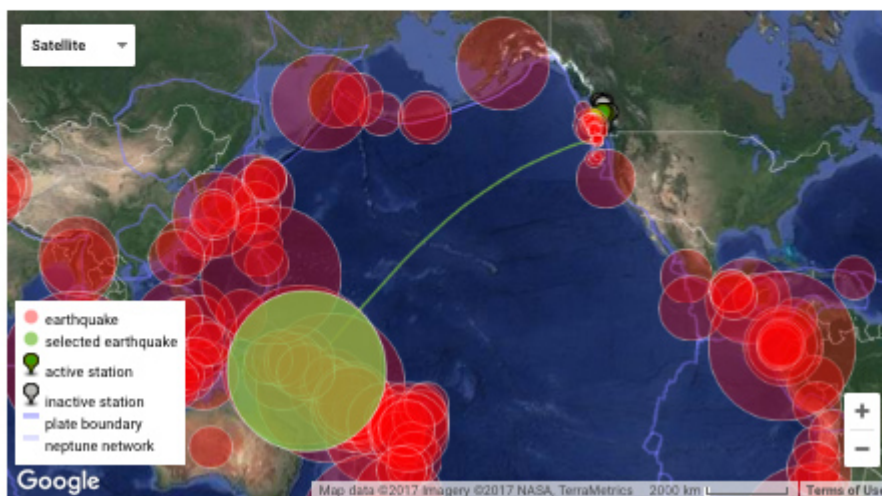 Satellite
earthquake
selected earthquake
active station
inactive station
plate boundary
neptune network
+
−
Google
Map data ©2017 Imagery ©2017 NASA, TerraMetrics 2000 km Terms of Use